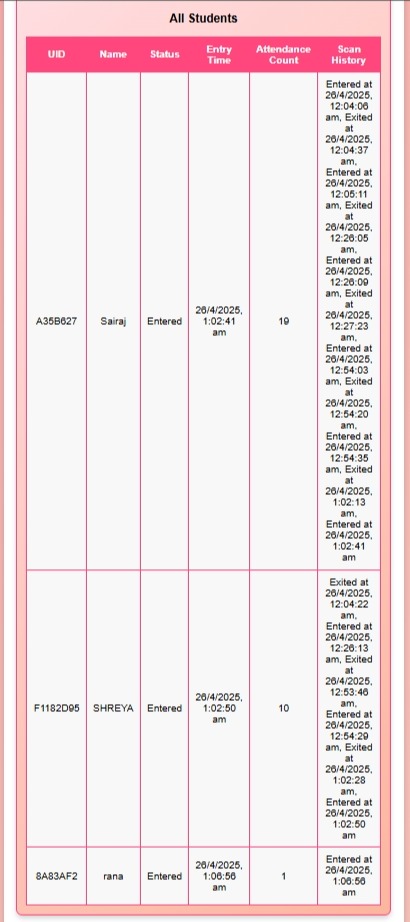 All Students
UID Name Status Entry Time Attendance Count Scan History
A35B627 Sairaj Entered 26/4/2025, 1:02:41 am 19
Entered at
26/4/2025,
12:04:06
am, Exited
at
26/4/2025,
12:04:37
am,
Entered at
26/4/2025,
12:05:11
am, Exited
at
26/4/2025,
12:26:05
am,
Entered at
26/4/2025,
12:26:09
am, Exited
at
26/4/2025,
12:27:23
am,
Entered at
26/4/2025,
12:54:03
am, Exited
at
26/4/2025,
12:54:20
am,
Entered at
26/4/2025,
12:54:35
am, Exited
at
26/4/2025,
1:02:13
am,
Entered at
26/4/2025,
1:02:41
am
F1182D95 SHREYA Entered 26/4/2025, 1:02:50 am 10
Exited at
26/4/2025,
12:04:22
am,
Entered at
26/4/2025,
12:26:13
am, Exited
at
26/4/2025,
12:53:46
am,
Entered at
26/4/2025,
12:54:29
am, Exited
at
26/4/2025,
1:02:28
am,
Entered at
26/4/2025,
1:02:50
am
8A83AF2 rana Entered 26/4/2025, 1:06:56 am 1
Entered at
26/4/2025,
1:06:56
am